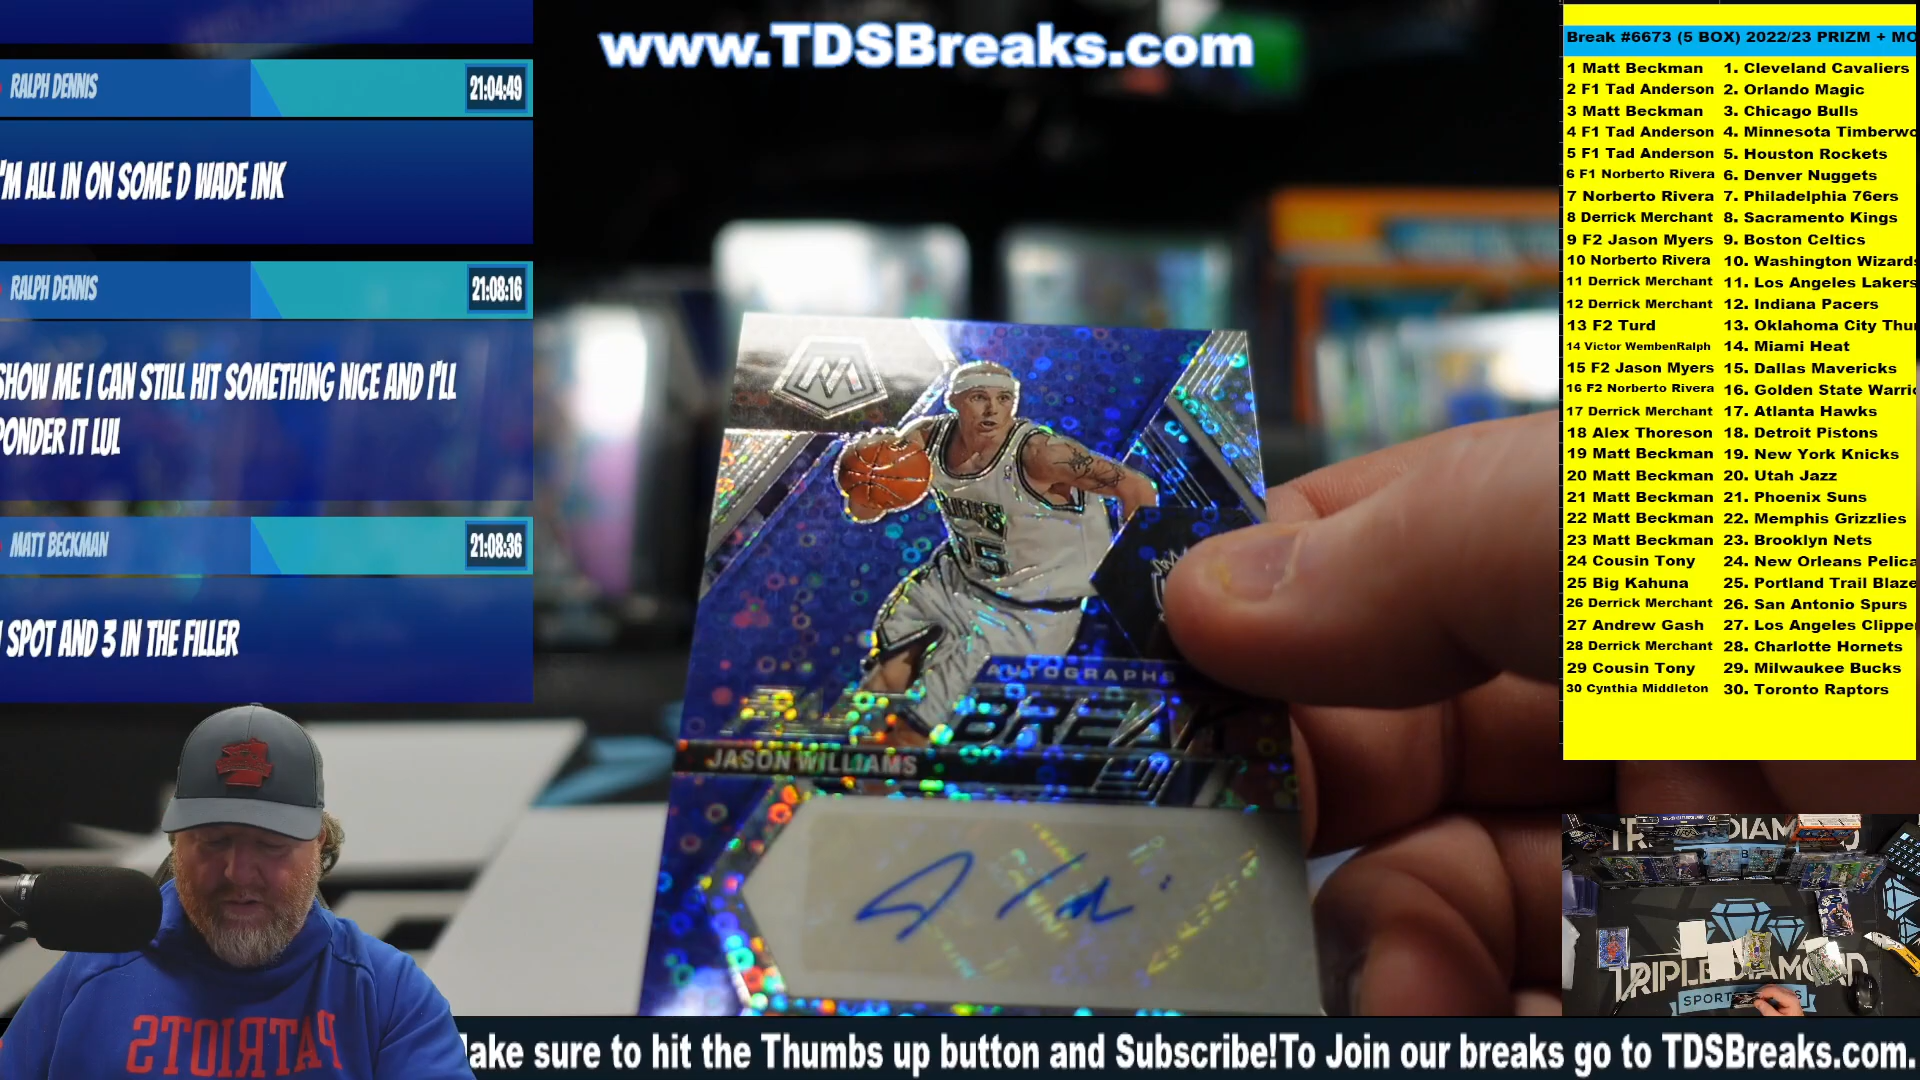 www.TDSBreaks.com
RALPH DENNIS
21:04:49
'M ALL IN ON SOME D WADE INK
RALPH DENNIS
21:08:16
SHOW ME I CAN STILL HIT SOMETHING NICE AND I'LL
PONDER IT LUL
MATT BECKMAN
21:08:36
1 SPOT AND 3 IN THE FILLER
Break #6673 (5 BOX) 2022/23 PRIZM + MO
1 Matt Beckman 1. Cleveland Cavaliers
2 F1 Tad Anderson 2. Orlando Magic
3 Matt Beckman 3. Chicago Bulls
4 F1 Tad Anderson 4. Minnesota Timberwo
5 F1 Tad Anderson 5. Houston Rockets
6 F1 Norberto Rivera 6. Denver Nuggets
7 Norberto Rivera 7. Philadelphia 76ers
8 Derrick Merchant 8. Sacramento Kings
9 F2 Jason Myers 9. Boston Celtics
10 Norberto Rivera 10. Washington Wizards
11 Derrick Merchant 11. Los Angeles Lakers
12 Derrick Merchant 12. Indiana Pacers
13 F2 Turd 13. Oklahoma City Thu
14 Victor WembenRalph 14. Miami Heat
15 F2 Jason Myers 15. Dallas Mavericks
16 F2 Norberto Rivera 16. Golden State Warri
17 Derrick Merchant 17. Atlanta Hawks
18 Alex Thoreson 18. Detroit Pistons
19 Matt Beckman 19. New York Knicks
20 Matt Beckman 20. Utah Jazz
21 Matt Beckman 21. Phoenix Suns
22 Matt Beckman 22. Memphis Grizzlies
23 Matt Beckman 23. Brooklyn Nets
24 Cousin Tony 24. New Orleans Pelica
25 Big Kahuna 25. Portland Trail Blaze
26 Derrick Merchant 26. San Antonio Spurs
27 Andrew Gash 27. Los Angeles Clippe
28 Derrick Merchant 28. Charlotte Hornets
29 Cousin Tony 29. Milwaukee Bucks
30 Cynthia Middleton 30. Toronto Raptors
AUTOGRAPHS
BREAK
JASON WILLIAMS
PATRIOTS
TRIPLE DIAMOND
SPORTS
ake sure to hit the Thumbs up button and Subscribe!To Join our breaks go to TDSBreaks.com.